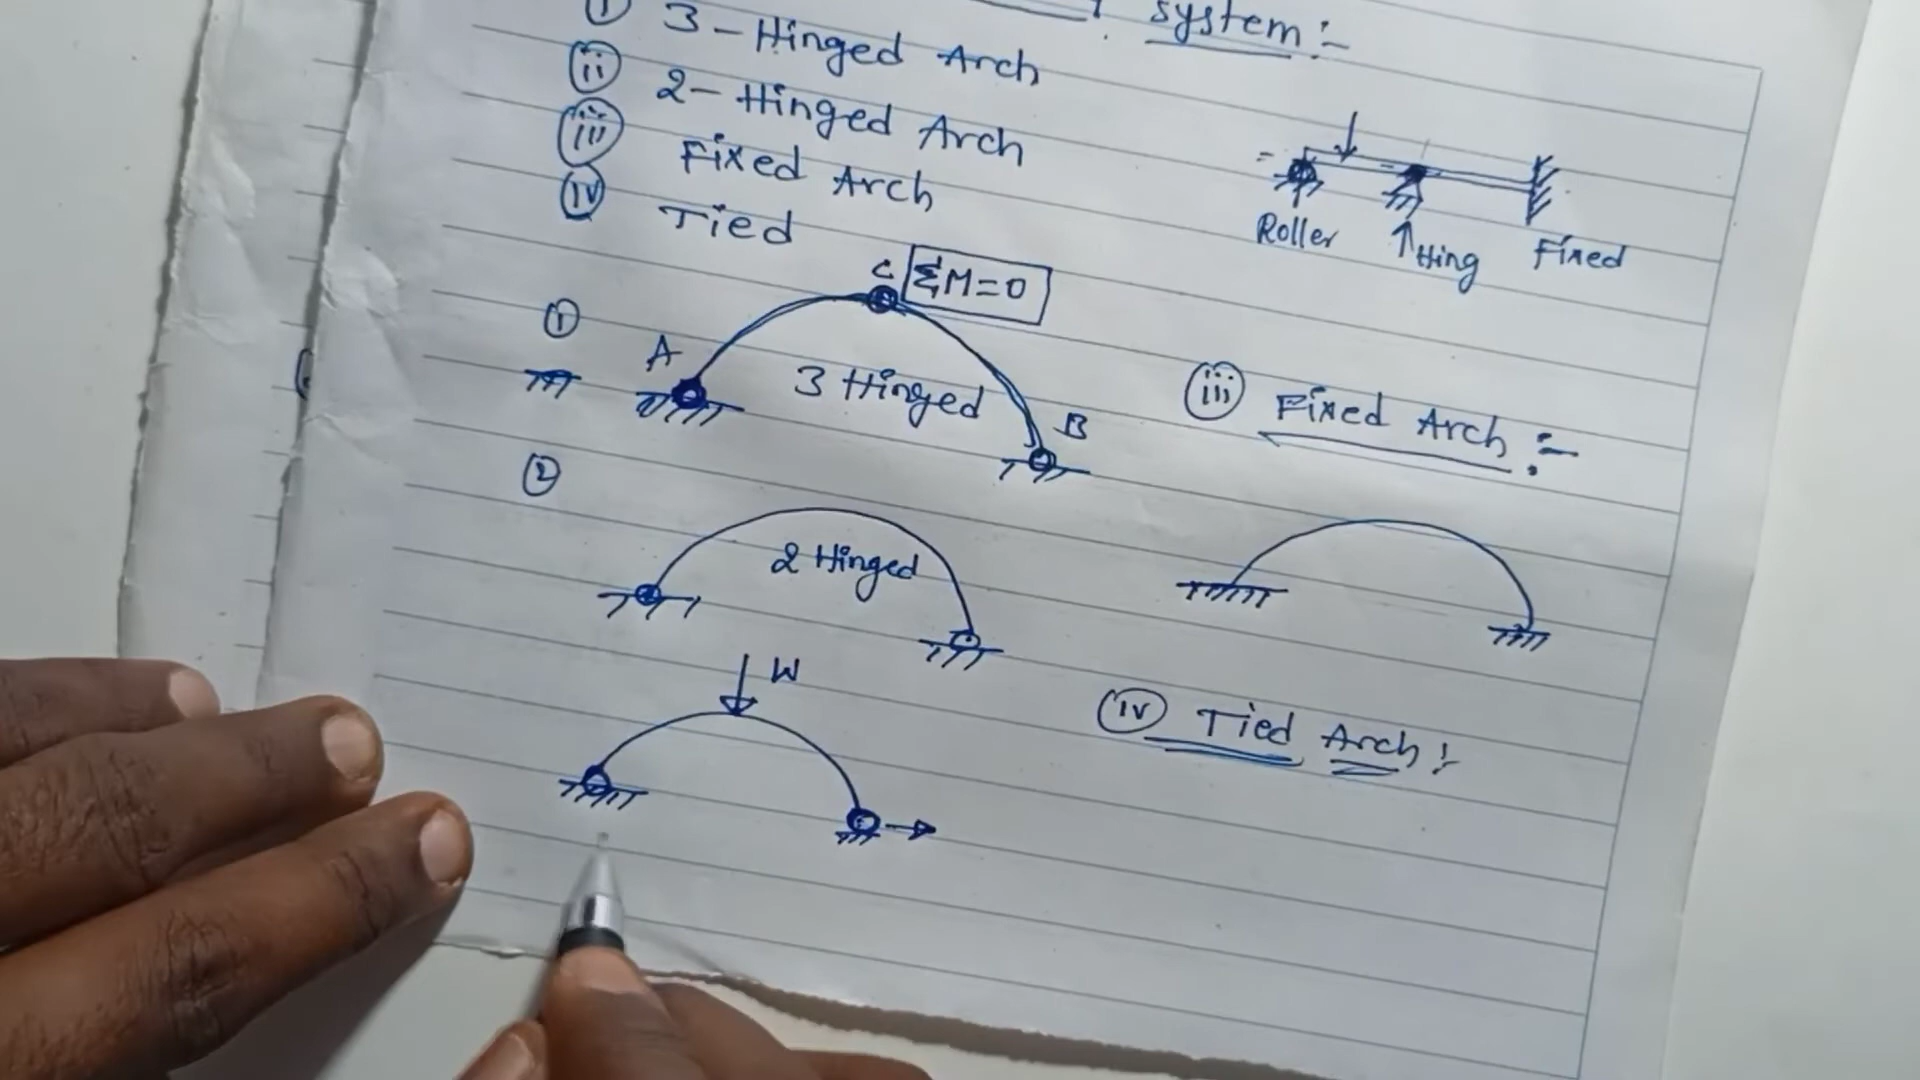 system:-
(i) 3-Hinged Arch
(ii) 2-Hinged Arch
(iii) Fixed Arch
(iv) Tied
Roller
Hing
Fixed
C ΣM=0
①
A
3 Hinged
B
(iii) Fixed Arch :-
②
2 Hinged
W
(iv) Tied Arch :-